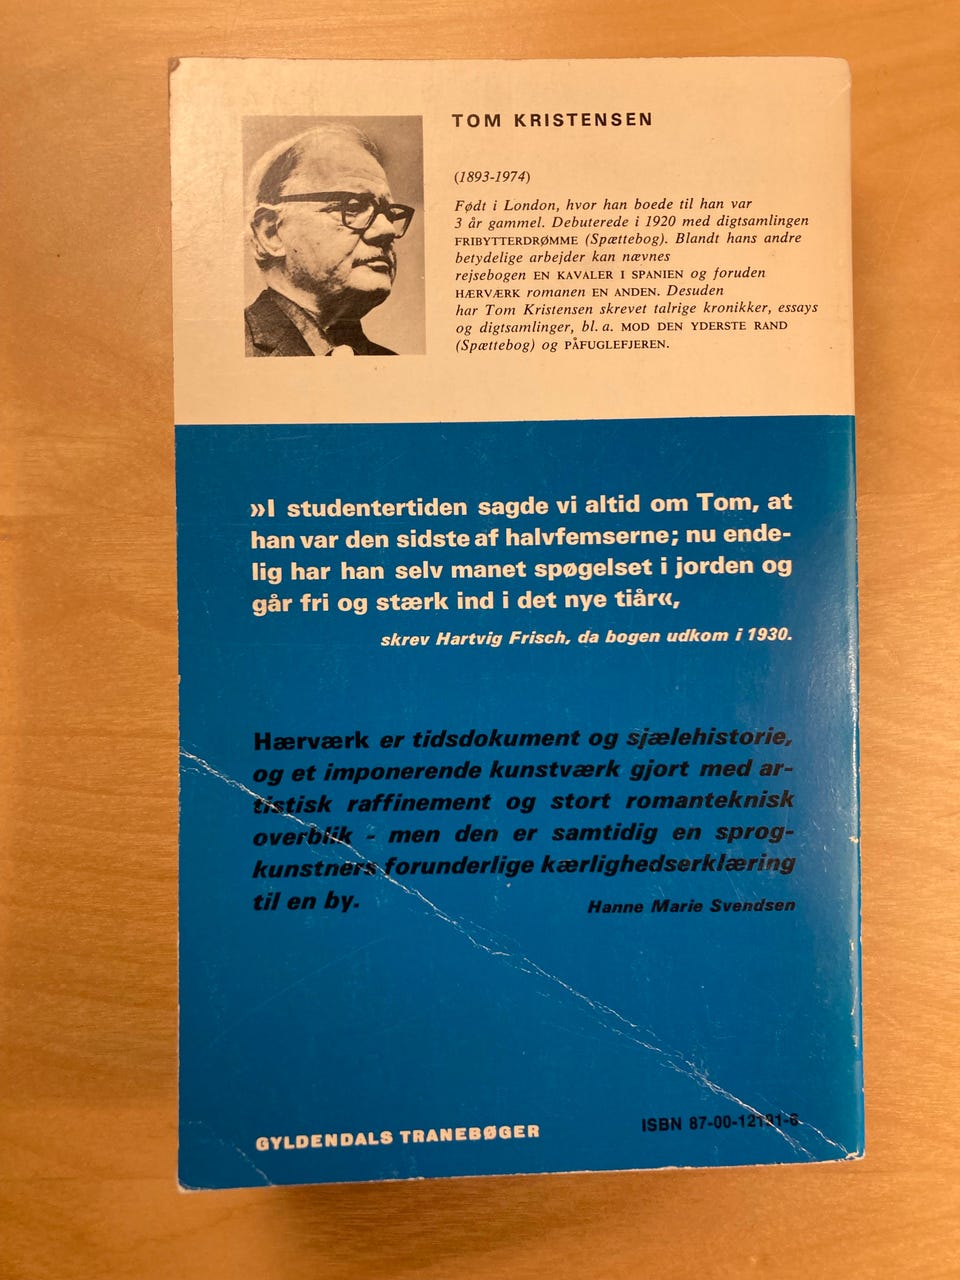 TOM KRISTENSEN
(1893-1974)
Født i London, hvor han boede til han var
3 år gammel. Debuterede i 1920 med digtsamlingen
FRIBYTTERDRØMME (Spættebog). Blandt hans andre
betydelige arbejder kan nævnes
rejsebogen EN KAVALER I SPANIEN og foruden
HÆRVÆRK romanen EN ANDEN. Desuden
har Tom Kristensen skrevet talrige kronikker, essays
og digtsamlinger, bl. a. MOD DEN YDERSTE RAND
(Spættebog) og PÅFUGLEFJEREN.
»I studentertiden sagde vi altid om Tom, at
han var den sidste af halvfemserne; nu ende-
lig har han selv manet spøgelset i jorden og
går fri og stærk ind i det nye tiår«,
skrev Hartvig Frisch, da bogen udkom i 1930.
Hærværk er tidsdokument og sjælehistorie,
og et imponerende kunstværk gjort med ar-
tistisk raffinement og stort romanteknisk
overblik - men den er samtidig en sprog-
kunstners forunderlige kærlighedserklæring
til en by.
Hanne Marie Svendsen
GYLDENDALS TRANEBØGER
ISBN 87-00-12191-6